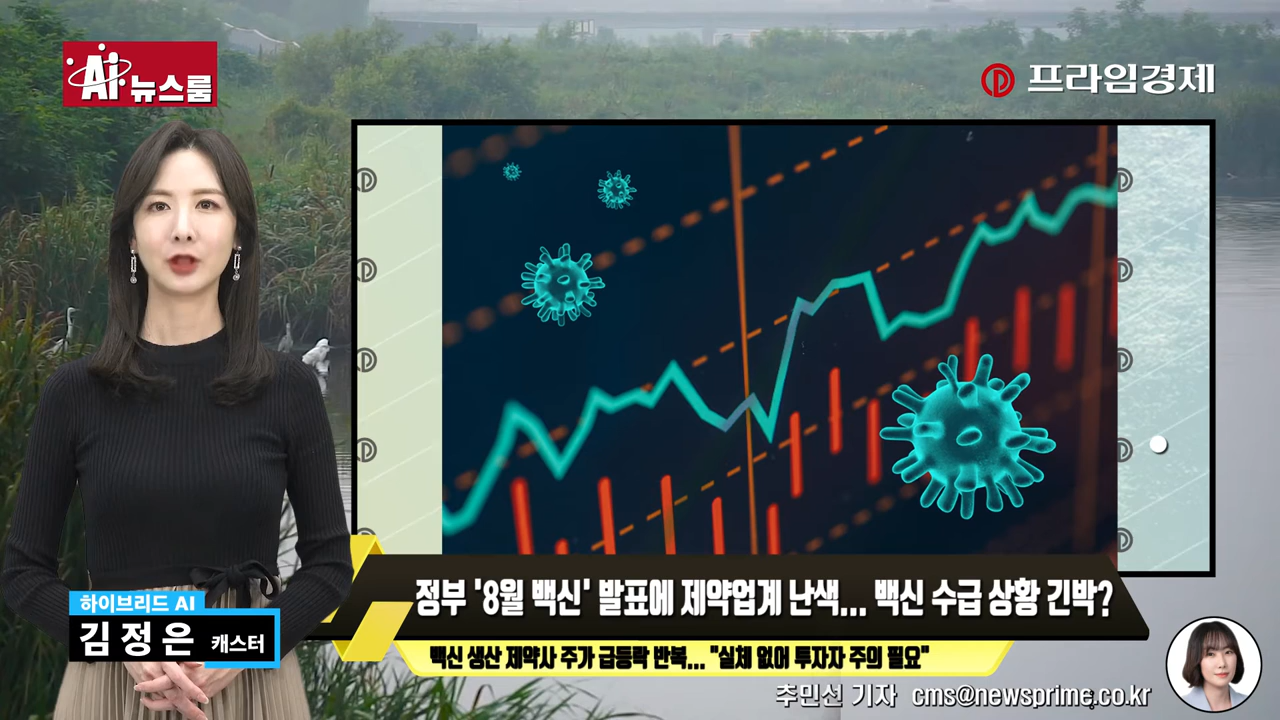 Ai 뉴스룸
프라임경제
정부 '8월 백신' 발표에 제약업계 난색... 백신 수급 상황 긴박?
하이브리드 AI
김정은 캐스터
백신 생산 제약사 주가 급등락 반복... "실체 없어 투자자 주의 필요"
추민선 기자 cms@newsprime.co.kr